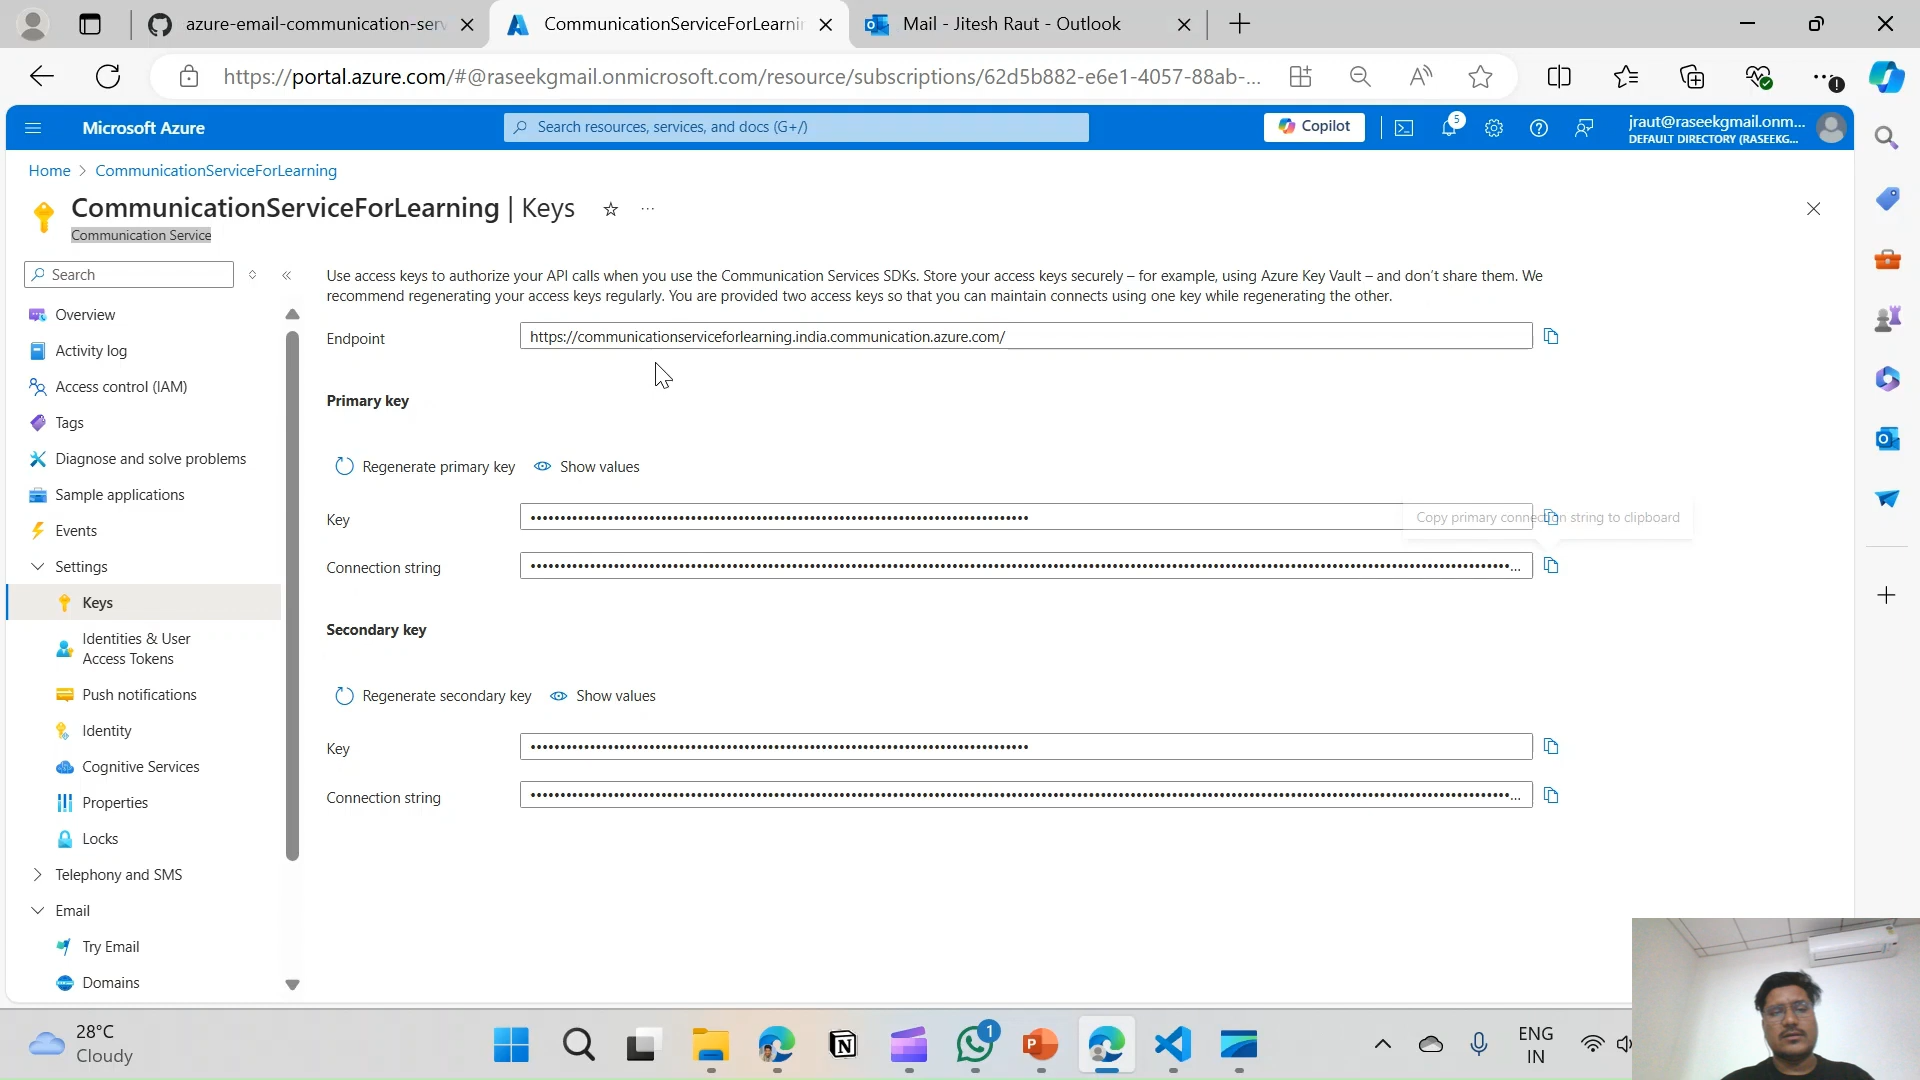 azure-email-communication-serv
CommunicationServiceForLearnin
Mail - Jitesh Raut - Outlook
https://portal.azure.com/#@raseekgmail.onmicrosoft.com/resource/subscriptions/62d5b882-e6e1-4057-88ab-...
Microsoft Azure
Search resources, services, and docs (G+/)
Copilot
5
jraut@raseekgmail.onm...
DEFAULT DIRECTORY (RASEEKG...
Home > CommunicationServiceForLearning
CommunicationServiceForLearning | Keys
Communication Service
Search
Overview
Activity log
Access control (IAM)
Tags
Diagnose and solve problems
Sample applications
Events
Settings
Keys
Identities & User
Access Tokens
Push notifications
Identity
Cognitive Services
Properties
Locks
Telephony and SMS
Email
Try Email
Domains
Use access keys to authorize your API calls when you use the Communication Services SDKs. Store your access keys securely – for example, using Azure Key Vault – and don't share them. We
recommend regenerating your access keys regularly. You are provided two access keys so that you can maintain connects using one key while regenerating the other.
Endpoint
https://communicationserviceforlearning.india.communication.azure.com/
Primary key
Regenerate primary key
Show values
Key
Copy primary connection string to clipboard
Connection string
Secondary key
Regenerate secondary key
Show values
Key
Connection string
28°C
Cloudy
1
ENG
IN